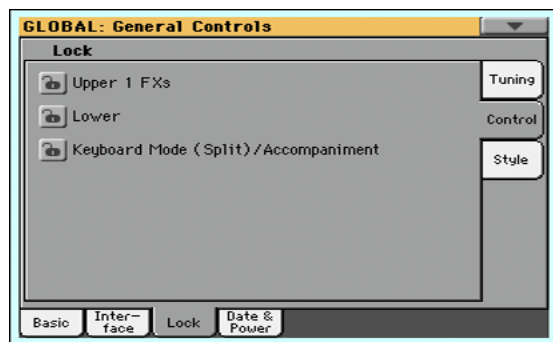 GLOBAL: General Controls
Lock
Upper 1 FXs
Lower
Keyboard Mode (Split)/Accompaniment
Tuning
Control
Style
Basic
Inter-
face
Lock
Date &
Power